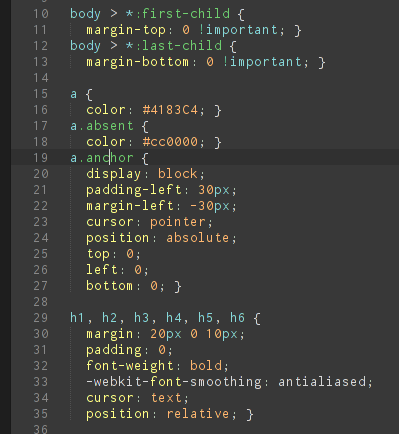 10 body > *:first-child {
11   margin-top: 0 !important; }
12 body > *:last-child {
13   margin-bottom: 0 !important; }
14
15 a {
16   color: #4183C4; }
17 a.absent {
18   color: #cc0000; }
19 a.anchor {
20   display: block;
21   padding-left: 30px;
22   margin-left: -30px;
23   cursor: pointer;
24   position: absolute;
25   top: 0;
26   left: 0;
27   bottom: 0; }
28
29 h1, h2, h3, h4, h5, h6 {
30   margin: 20px 0 10px;
31   padding: 0;
32   font-weight: bold;
33   -webkit-font-smoothing: antialiased;
34   cursor: text;
35   position: relative; }
36